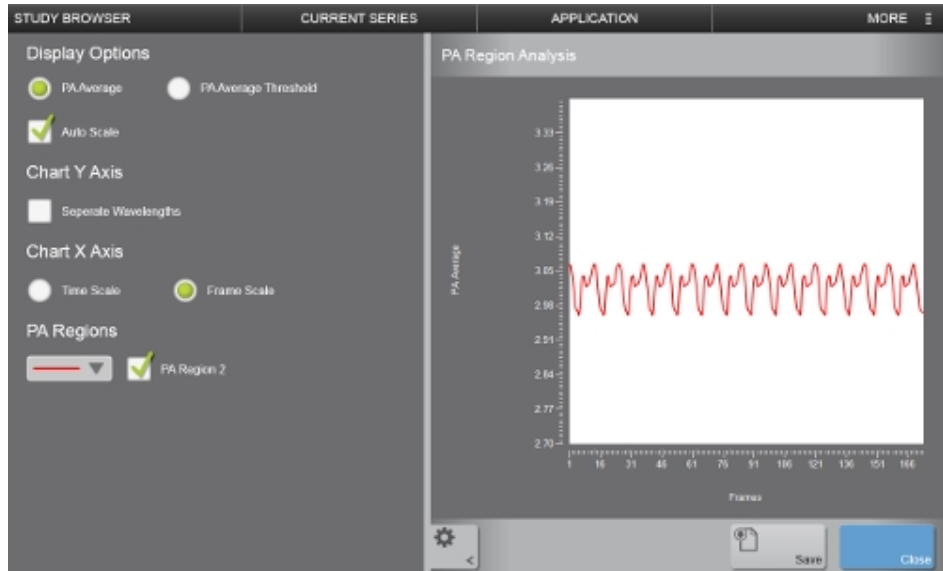 STUDY BROWSER
CURRENT SERIES
APPLICATION
MORE
Display Options
PA Average
PA Average Threshold
Auto Scale
Chart Y Axis
Seperate Wavelengths
Chart X Axis
Time Scale
Frame Scale
PA Regions
PA Region 2
PA Region Analysis
3.33
3.26
3.19
3.12
3.05
2.98
2.91
2.84
2.77
2.70
PA Average
1 16 31 46 61 76 91 106 121 136 151 166
Frames
<
Save
Close